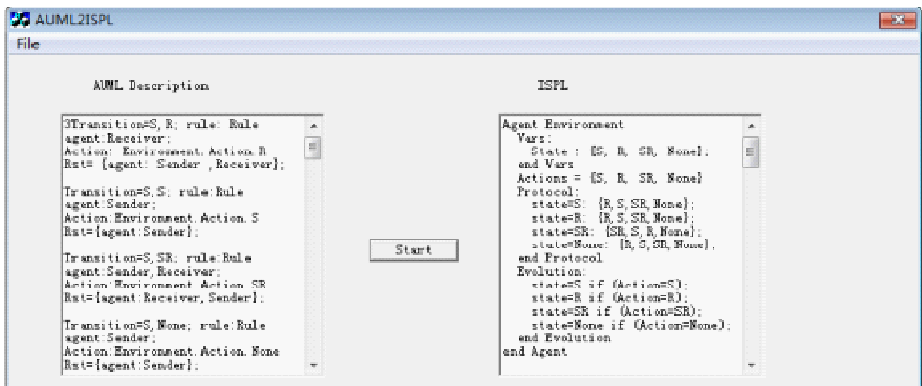 AUML2ISPL
File
AUML Description
3Transition=S, R; rule: Rule
agent:Receiver;
Action: Environment.Action.R
Rst= {agent: Sender ,Receiver};
Transition=S.S; rule:Rule
agent:Sender;
Action:Environment.Action.S
Rst={agent:Sender};
Transition=S,SR; rule:Rule
agent:Sender,Receiver;
Action:Environment.Action.SR
Rst={agent:Receiver,Sender};
Transition=S,None; rule:Rule
agent:Sender;
Action:Environment.Action.None
Rst={agent:Sender};
Start
ISPL
Agent Environment
Vars:
State : {S, R, SR, None};
end Vars
Actions = {S, R, SR, None}
Protocol:
state=S: {R,S,SR,None};
state=R: {R,S,SR,None};
state=SR: {SR,S,R,None};
state=None: {R,S,SR,None};
end Protocol
Evolution:
state=S if (Action=S);
state=R if (Action=R);
state=SR if (Action=SR);
state=None if (Action=None);
end Evolution
end Agent